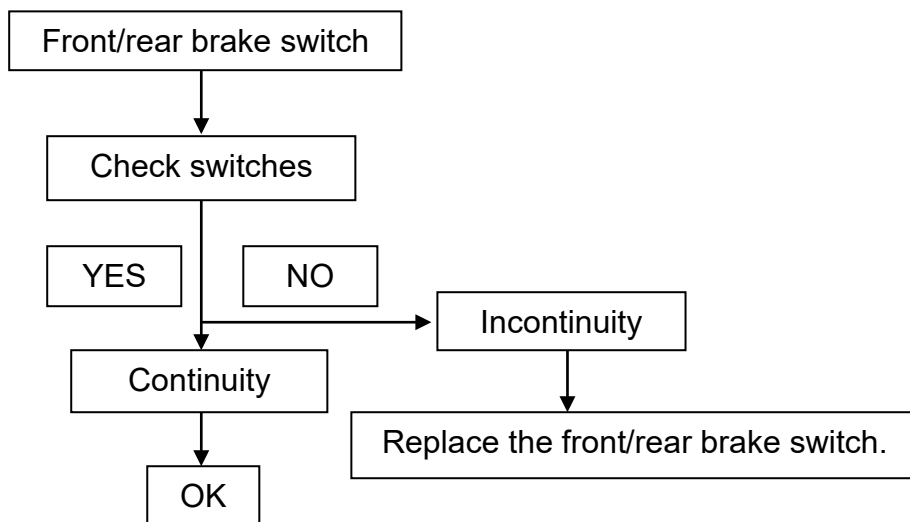 Front/rear brake switch
Check switches
YES
NO
Incontinuity
Continuity
Replace the front/rear brake switch.
OK